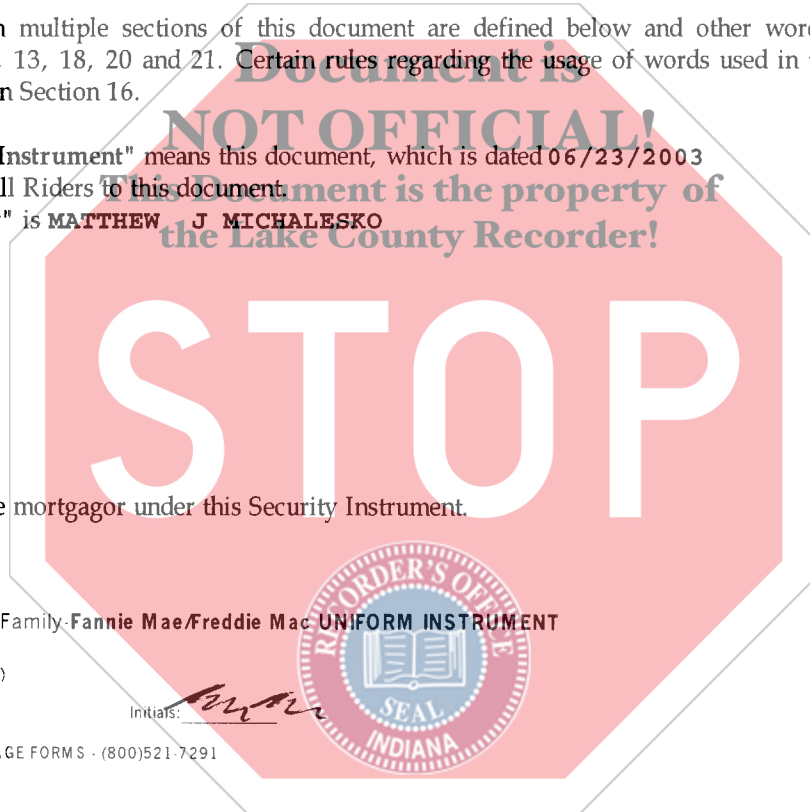 multiple sections of this document are defined below and other
13, 18, 20 and 21. Certain rules regarding the usage of words used in
Section 16.
Document is
NOT OFFICIAL!
This Document is the property of
the Lake County Recorder!
Instrument" means this document, which is dated 06/23/2003
ll Riders to this document.
" is MATTHEW J MICHALESKO
STOP
mortgagor under this Security Instrument.
Family-Fannie Mae/Freddie Mac UNIFORM INSTRUMENT
)
Initials:
GE FORMS - (800)521-7291
RECORDER'S OFFICE
SEAL
INDIANA